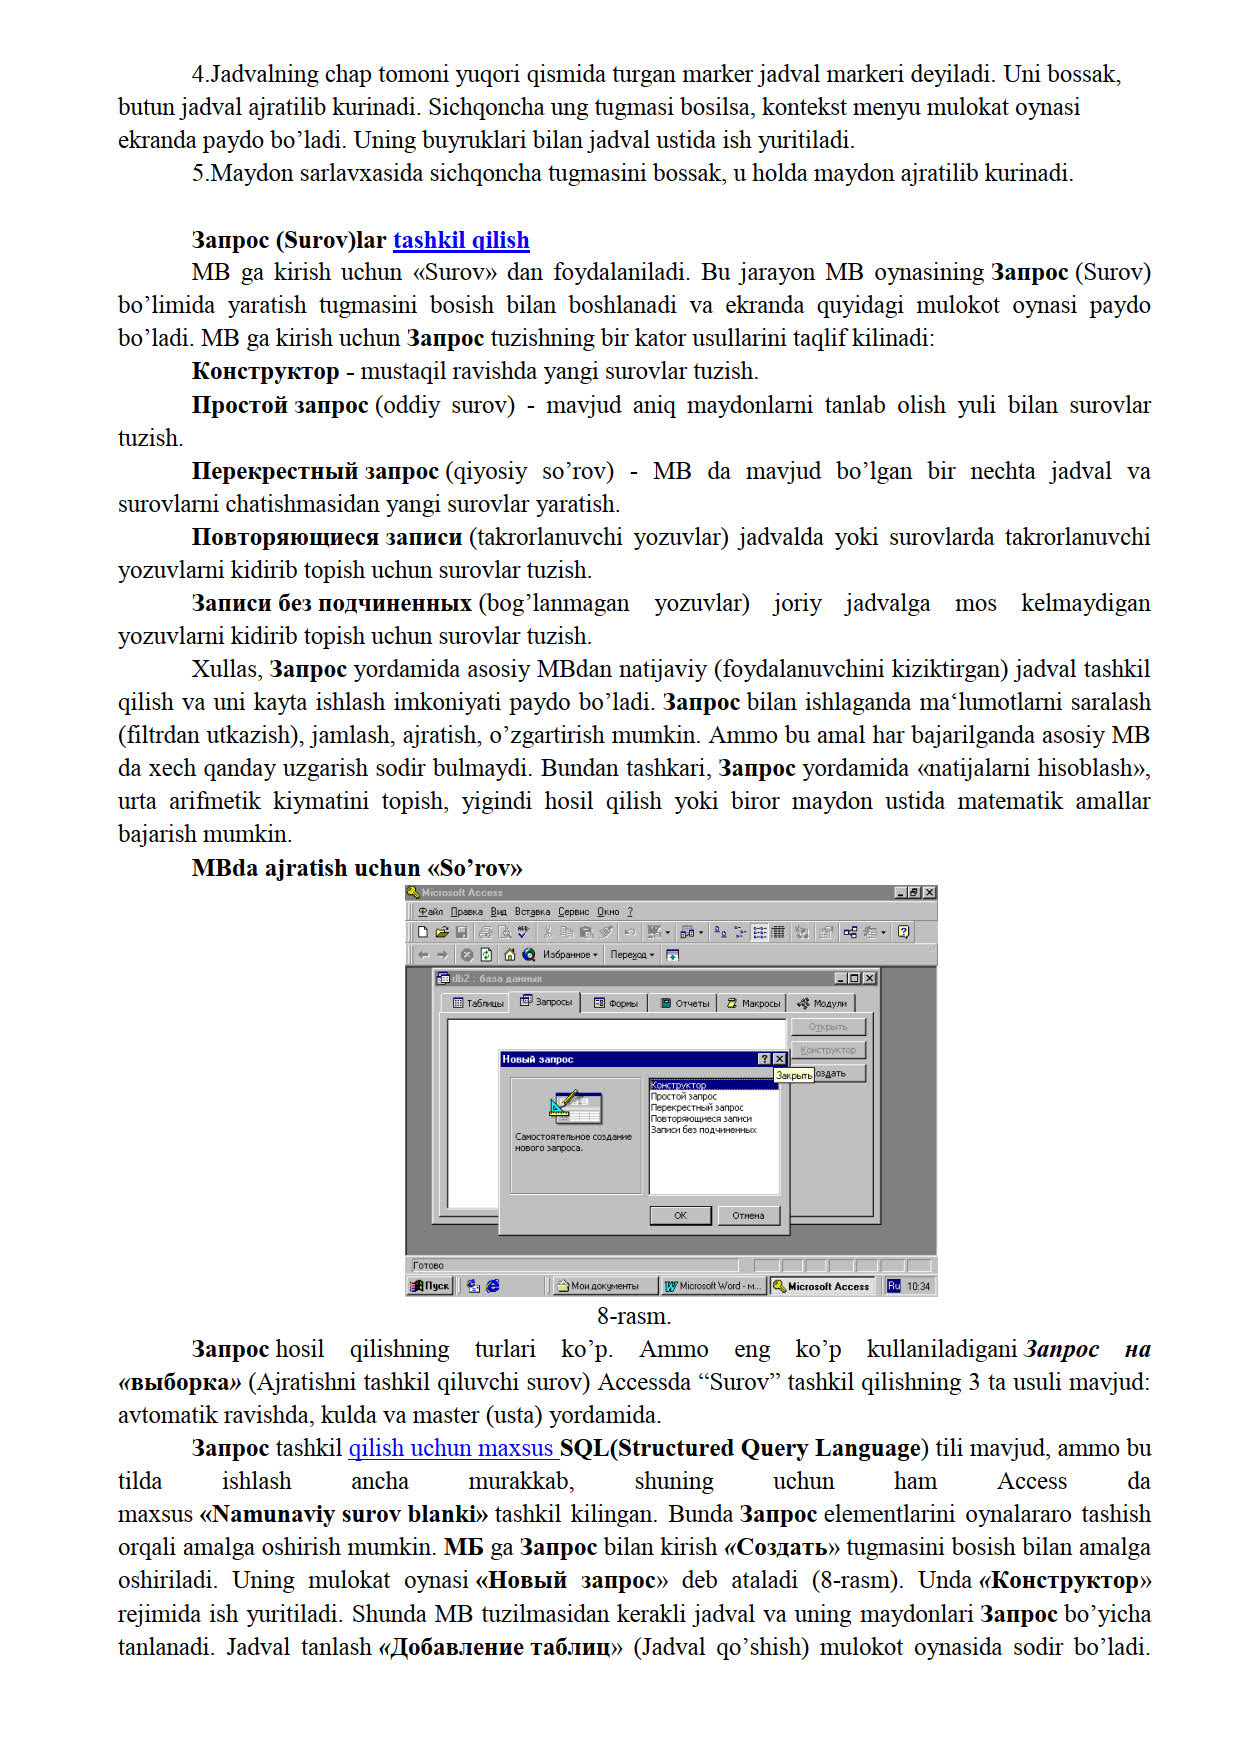 4.Jadvalning chap tomoni yuqori qismida turgan marker jadval markeri deyiladi. Uni bossak,
butun jadval ajratilib kurinadi. Sichqoncha ung tugmasi bosilsa, kontekst menyu mulokat oynasi
ekranda paydo bo’ladi. Uning buyruklari bilan jadval ustida ish yuritiladi.
5.Maydon sarlavxasida sichqoncha tugmasini bossak, u holda maydon ajratilib kurinadi.
Запрос (Surov)lar tashkil qilish
MB ga kirish uchun «Surov» dan foydalaniladi. Bu jarayon MB oynasining Запрос (Surov)
bo’limida yaratish tugmasini bosish bilan boshlanadi va ekranda quyidagi mulokot oynasi paydo
bo’ladi. MB ga kirish uchun Запрос tuzishning bir kator usullarini taqlif kilinadi:
Конструктор - mustaqil ravishda yangi surovlar tuzish.
Простой запрос (oddiy surov) - mavjud aniq maydonlarni tanlab olish yuli bilan surovlar
tuzish.
Перекрестный запрос (qiyosiy so’rov) - MB da mavjud bo’lgan bir nechta jadval va
surovlarni chatishmasidan yangi surovlar yaratish.
Повторяющиеся записи (takrorlanuvchi yozuvlar) jadvalda yoki surovlarda takrorlanuvchi
yozuvlarni kidirib topish uchun surovlar tuzish.
Записи без подчиненных (bog’lanmagan yozuvlar) joriy jadvalga mos kelmaydigan
yozuvlarni kidirib topish uchun surovlar tuzish.
Xullas, Запрос yordamida asosiy MBdan natijaviy (foydalanuvchini kiziktirgan) jadval tashkil
qilish va uni kayta ishlash imkoniyati paydo bo’ladi. Запрос bilan ishlaganda ma‘lumotlarni saralash
(filtrdan utkazish), jamlash, ajratish, o’zgartirish mumkin. Ammo bu amal har bajarilganda asosiy MB
da xech qanday uzgarish sodir bulmaydi. Bundan tashkari, Запрос yordamida «natijalarni hisoblash»,
urta arifmetik kiymatini topish, yigindi hosil qilish yoki biror maydon ustida matematik amallar
bajarish mumkin.
MBda ajratish uchun «So’rov»
Microsoft Access
Файл Правка Вид Вставка Сервис Окно ?
Избранное Переход
db2 : база данных
Таблицы Запросы Формы Отчеты Макросы Модули
Открыть
Конструктор
оздать
Новый запрос
Закрыть
Конструктор
Простой запрос
Перекрестный запрос
Повторяющиеся записи
Записи без подчиненных
Самостоятельное создание
нового запроса.
OK Отмена
Готово
Пуск Мои документы Microsoft Word - м... Microsoft Access Ru 10:34
8-rasm.
Запрос hosil qilishning turlari ko’p. Ammo eng ko’p kullaniladigani Запрос на
«выборка» (Ajratishni tashkil qiluvchi surov) Accessda “Surov” tashkil qilishning 3 ta usuli mavjud:
avtomatik ravishda, kulda va master (usta) yordamida.
Запрос tashkil qilish uchun maxsus SQL(Structured Query Language) tili mavjud, ammo bu
tilda ishlash ancha murakkab, shuning uchun ham Access da
maxsus «Namunaviy surov blanki» tashkil kilingan. Bunda Запрос elementlarini oynalararo tashish
orqali amalga oshirish mumkin. МБ ga Запрос bilan kirish «Создать» tugmasini bosish bilan amalga
oshiriladi. Uning mulokat oynasi «Новый запрос» deb ataladi (8-rasm). Unda «Конструктор»
rejimida ish yuritiladi. Shunda MB tuzilmasidan kerakli jadval va uning maydonlari Запрос bo’yicha
tanlanadi. Jadval tanlash «Добавление таблиц» (Jadval qo’shish) mulokot oynasida sodir bo’ladi.